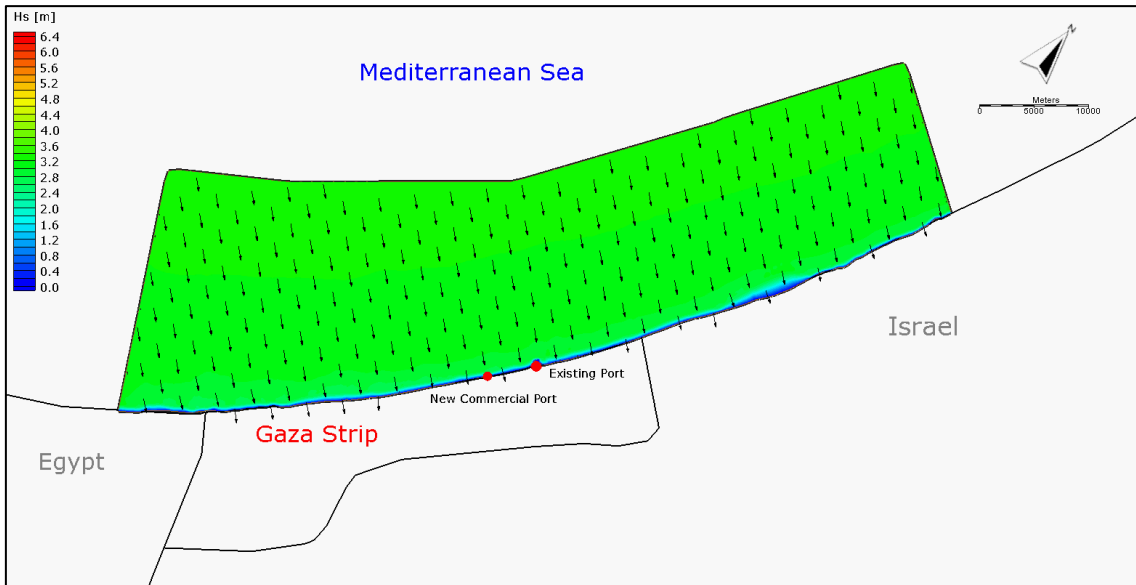 Hs [m]
6.4
6.0
5.6
5.2
4.8
4.4
4.0
3.6
3.2
2.8
2.4
2.0
1.6
1.2
0.8
0.4
0.0
Mediterranean Sea
N
Meters
0 5000 10000
Israel
Existing Port
New Commercial Port
Gaza Strip
Egypt